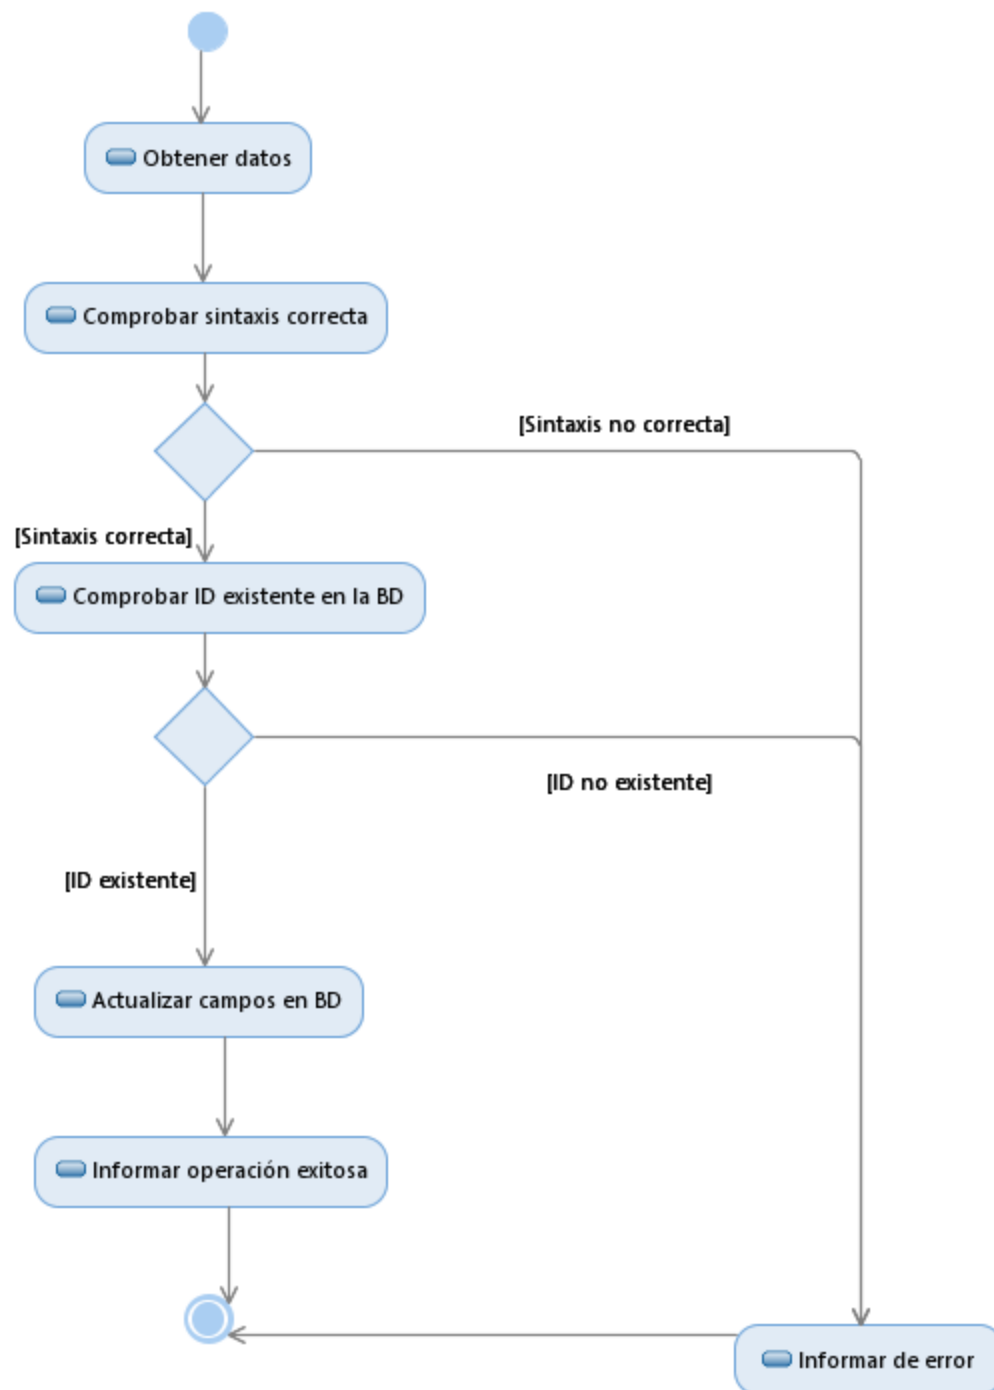 Obtener datos
Comprobar sintaxis correcta
[Sintaxis no correcta]
[Sintaxis correcta]
Comprobar ID existente en la BD
[ID no existente]
[ID existente]
Actualizar campos en BD
Informar operación exitosa
Informar de error